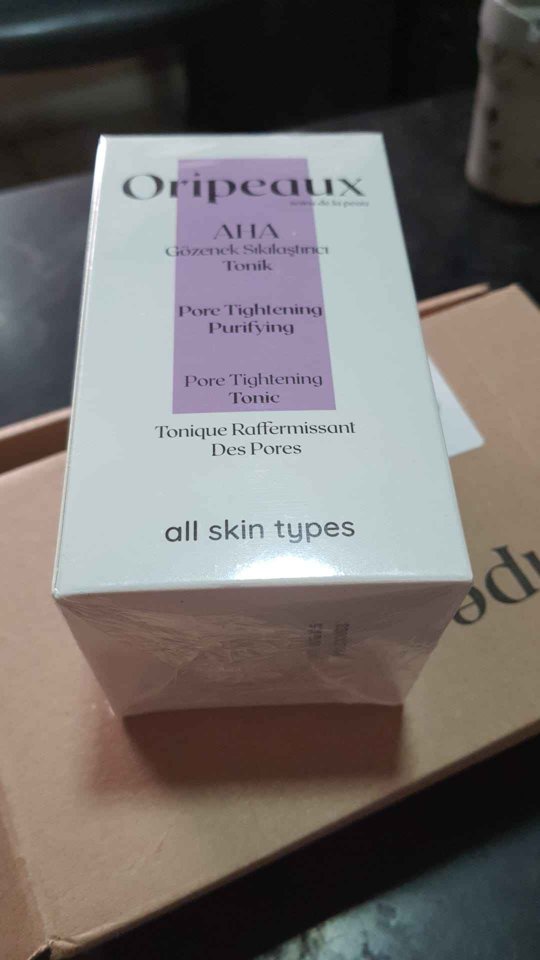 Oripeaux
AHA
Gözenek Sıkılaştırıcı
Tonik
Pore Tightening
Purifying
Pore Tightening
Tonic
Tonique Raffermissant
Des Pores
all skin types